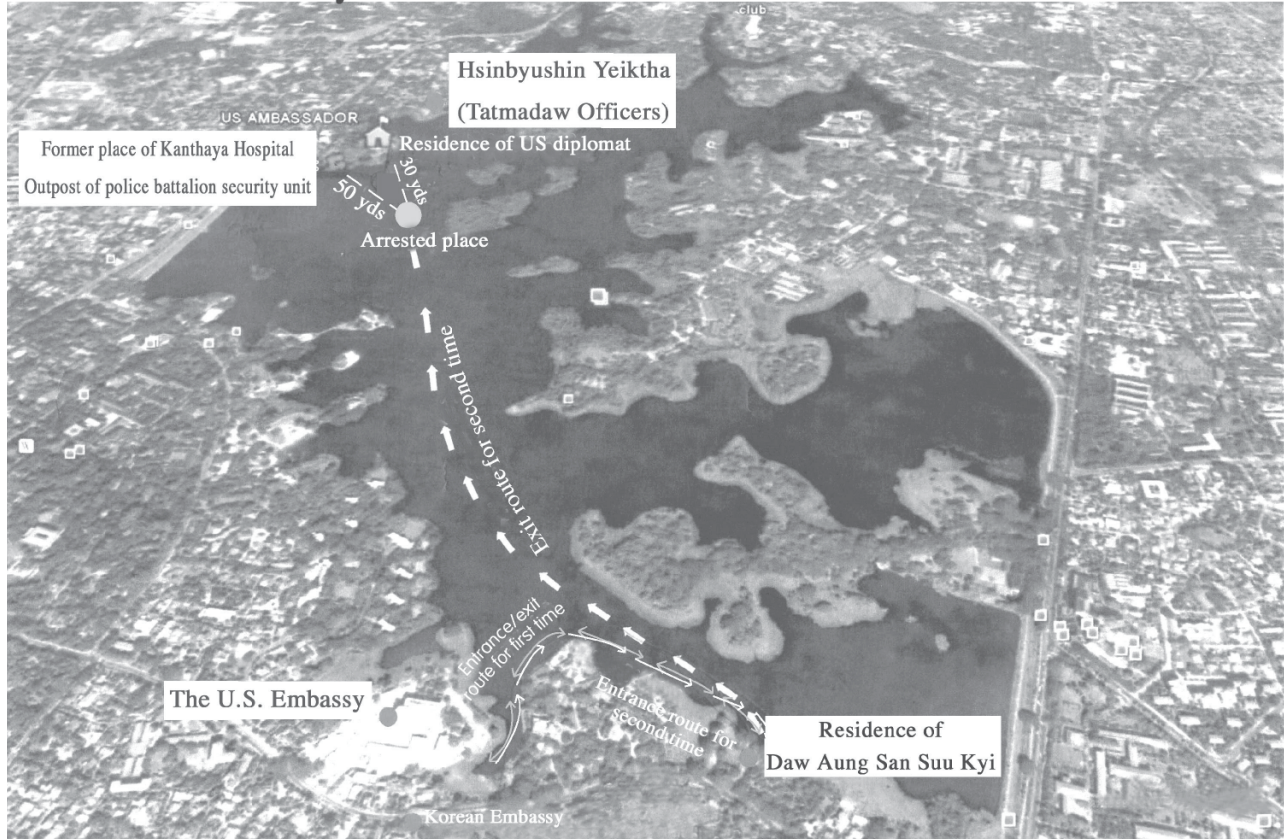 club
Hsinbyushin Yeiktha
(Tatmadaw Officers)
US AMBASSADOR
Residence of US diplomat
Former place of Kanthaya Hospital
Outpost of police battalion security unit
30 yds
50 yds
Arrested place
Exit route for second time
Entrance/exit
route for first time
Entrance route for
second time
The U.S. Embassy
Residence of
Daw Aung San Suu Kyi
Korean Embassy